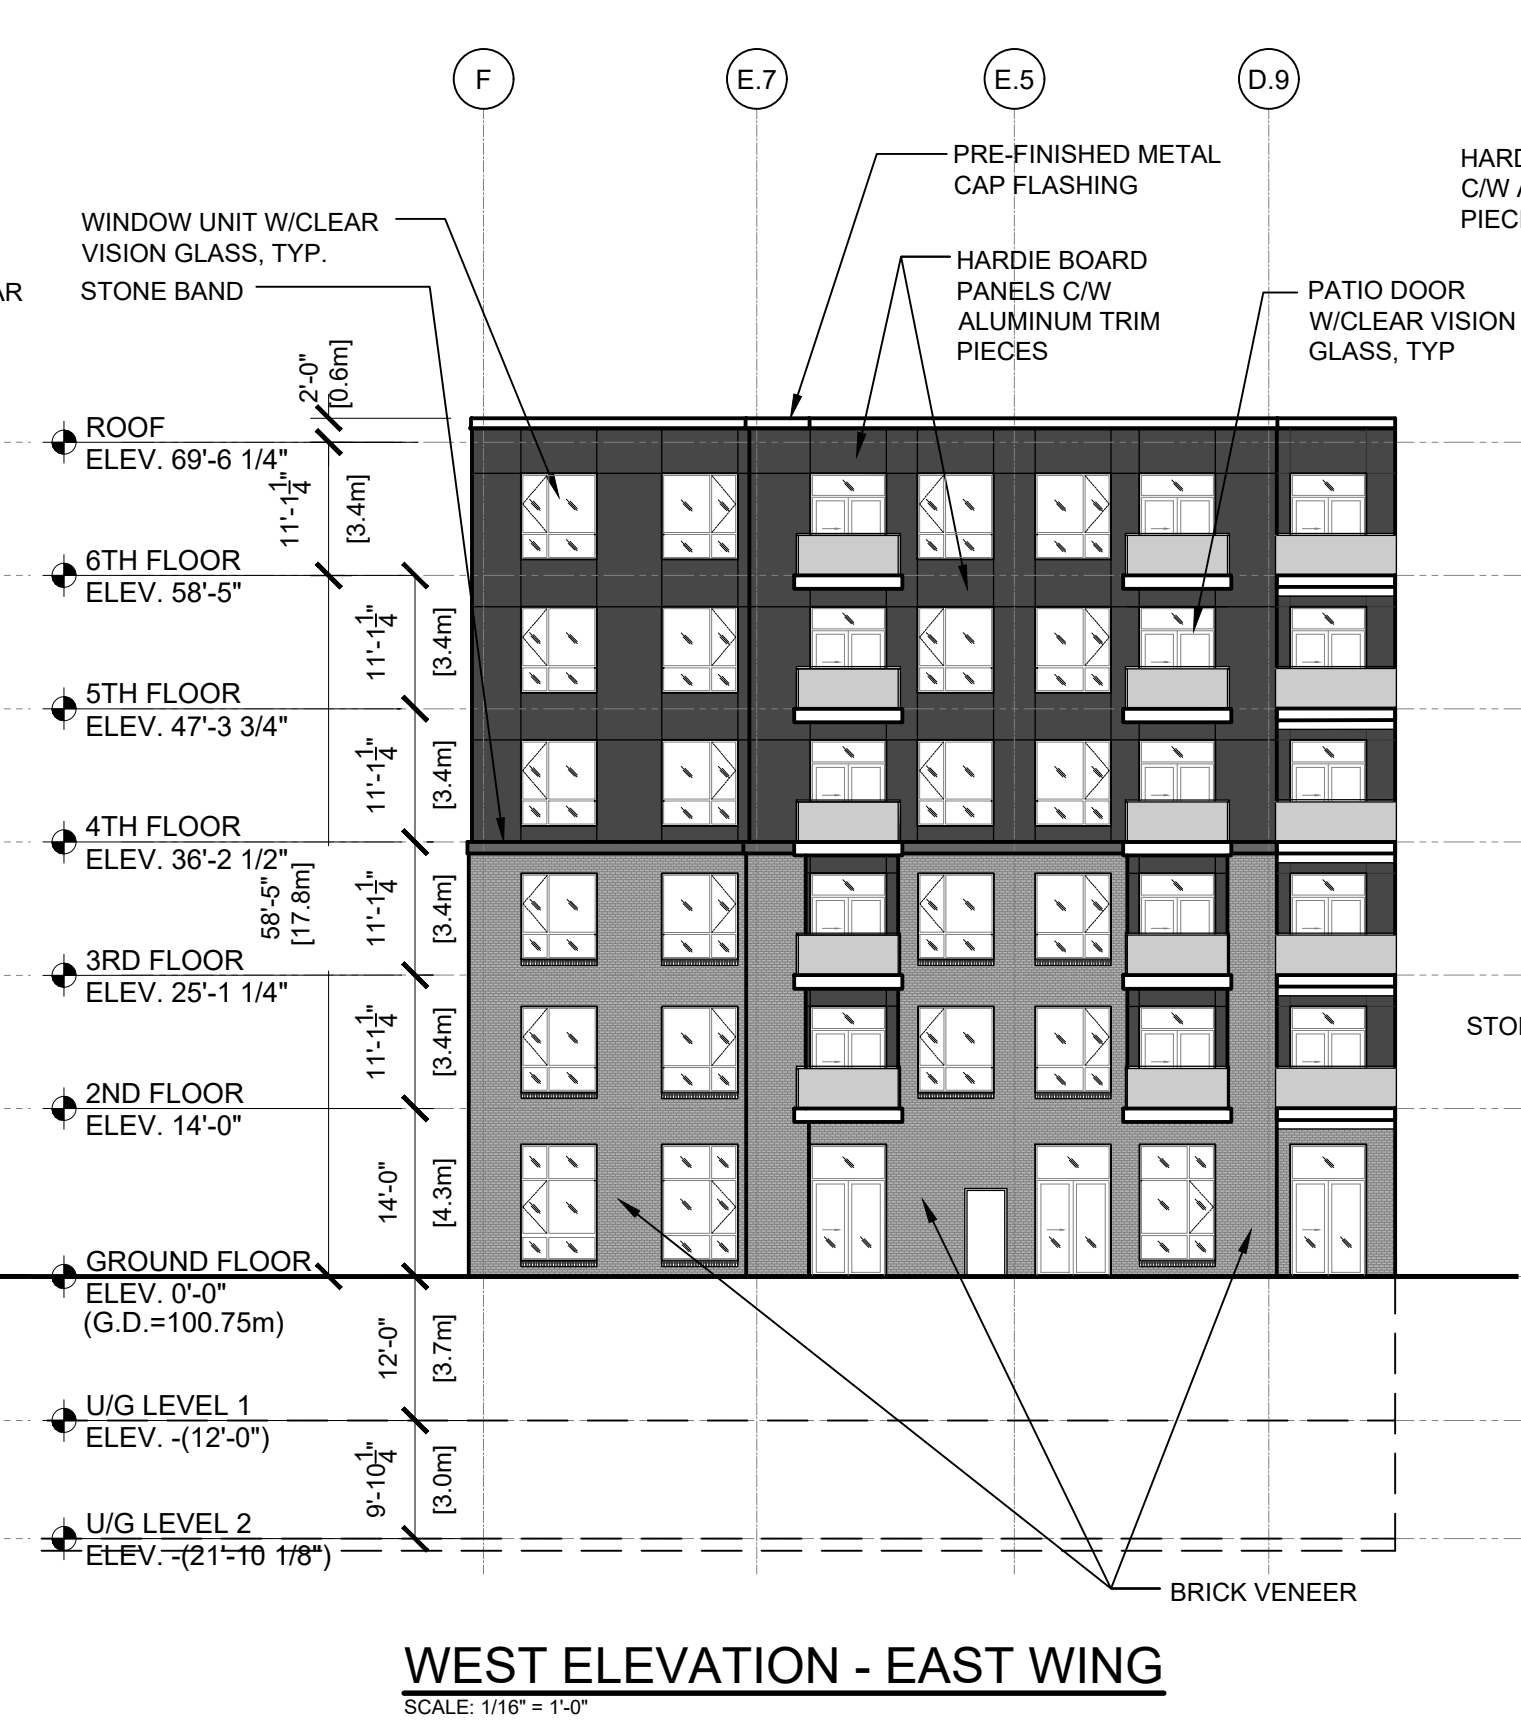 F
E.7
E.5
D.9
PRE-FINISHED METAL
CAP FLASHING
HARD
C/W A
PIEC
WINDOW UNIT W/CLEAR
VISION GLASS, TYP.
AR
STONE BAND
HARDIE BOARD
PANELS C/W
ALUMINUM TRIM
PIECES
PATIO DOOR
W/CLEAR VISION
GLASS, TYP
2'-0"
[0.6m]
ROOF
ELEV. 69'-6 1/4"
11'-1 1/4"
[3.4m]
6TH FLOOR
ELEV. 58'-5"
11'-1 1/4"
[3.4m]
5TH FLOOR
ELEV. 47'-3 3/4"
11'-1 1/4"
[3.4m]
4TH FLOOR
ELEV. 36'-2 1/2"
58'-5"
[17.8m]
11'-1 1/4"
[3.4m]
3RD FLOOR
ELEV. 25'-1 1/4"
11'-1 1/4"
[3.4m]
STO
2ND FLOOR
ELEV. 14'-0"
14'-0"
[4.3m]
GROUND FLOOR
ELEV. 0'-0"
(G.D.=100.75m)
12'-0"
[3.7m]
U/G LEVEL 1
ELEV. -(12'-0")
9'-10 1/4"
[3.0m]
U/G LEVEL 2
ELEV. -(21'-10 1/8")
BRICK VENEER
WEST ELEVATION - EAST WING
SCALE: 1/16" = 1'-0"